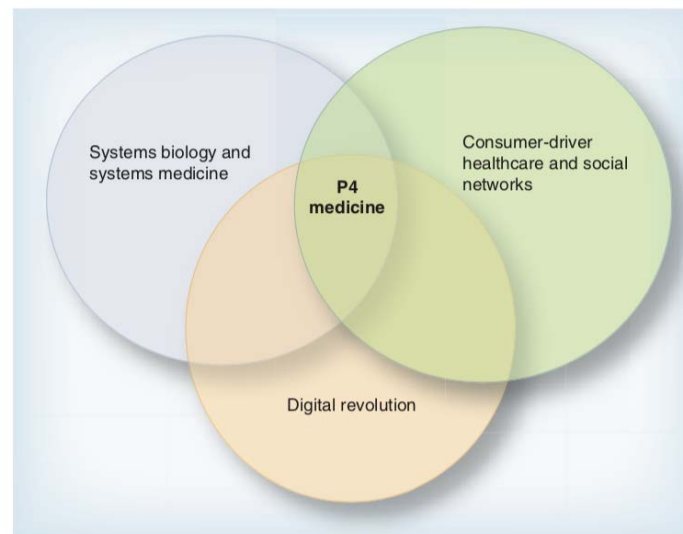 Systems biology and
systems medicine
Consumer-driver
healthcare and social
networks
P4
medicine
Digital revolution